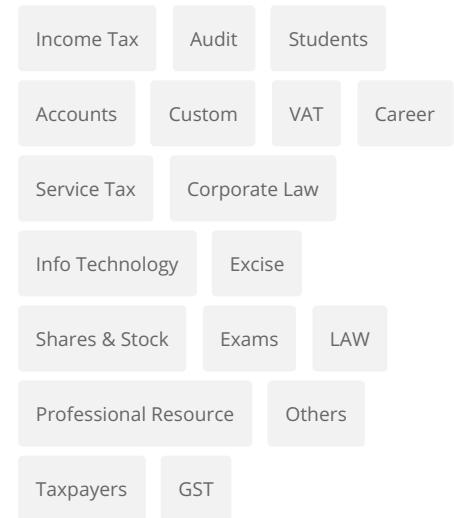 Income Tax Audit Students
Accounts Custom VAT Career
Service Tax Corporate Law
Info Technology Excise
Shares & Stock Exams LAW
Professional Resource Others
Taxpayers GST